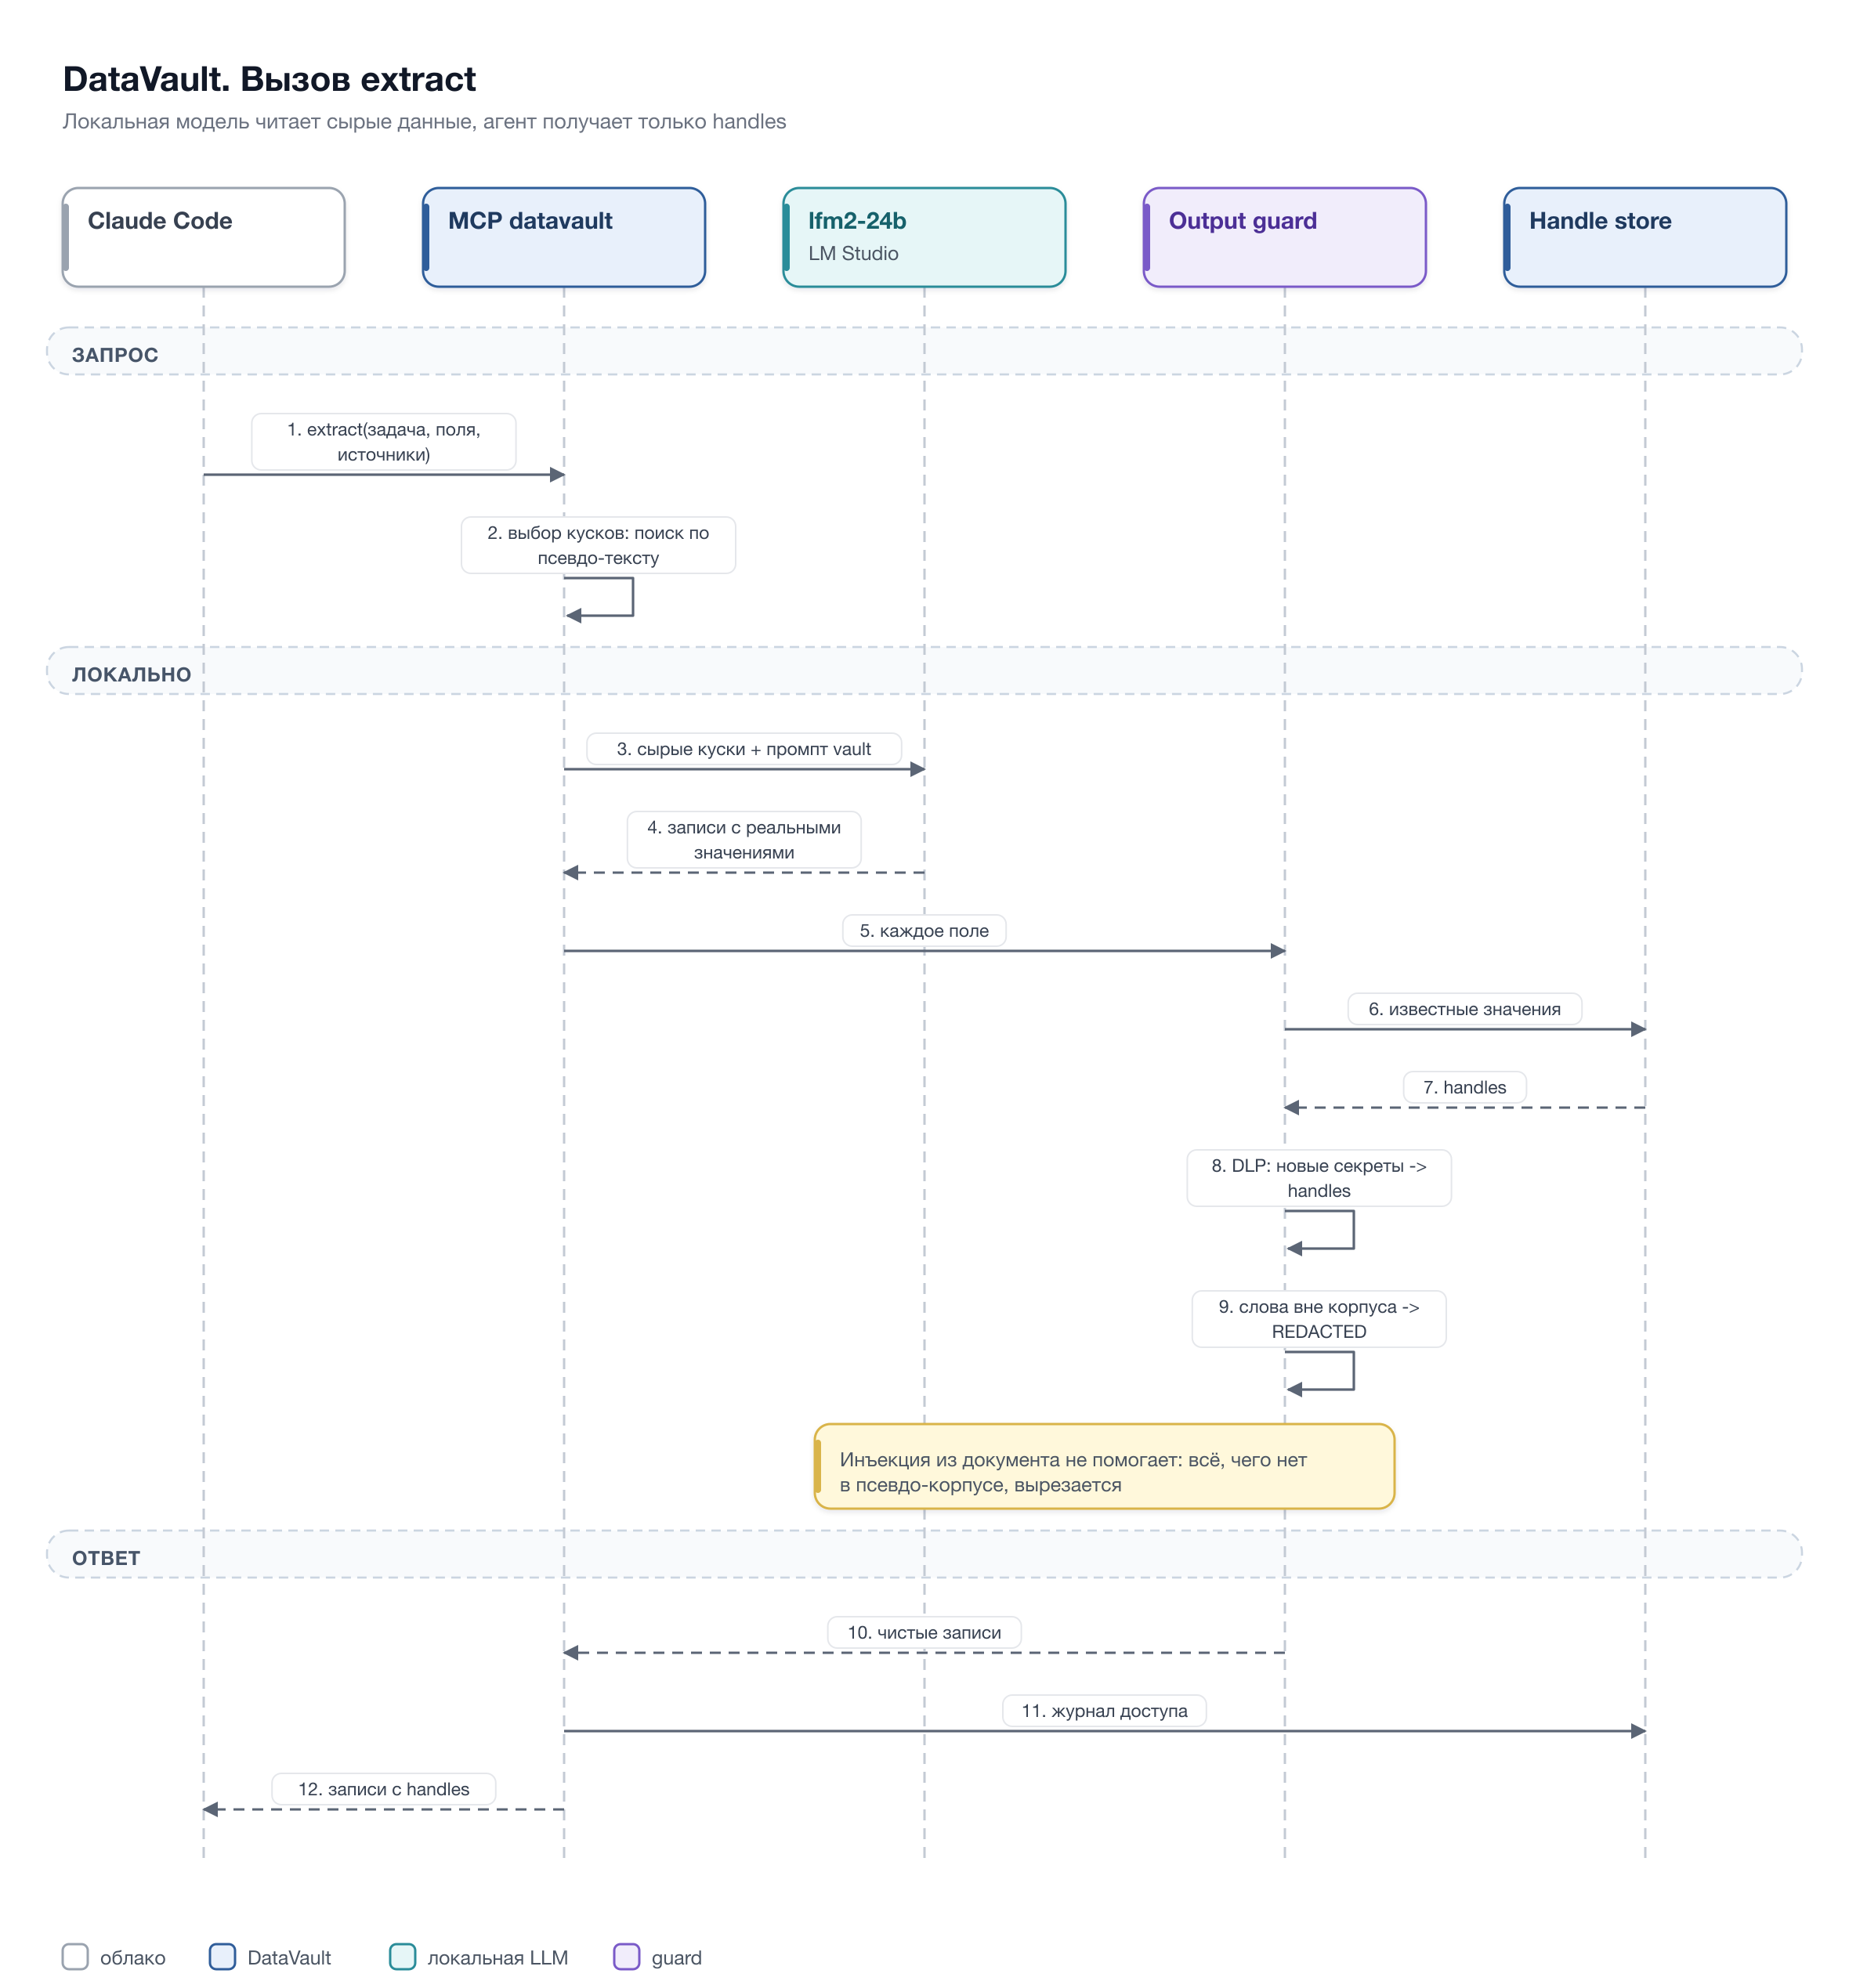 DataVault. Вызов extract
Локальная модель читает сырые данные, агент получает только handles
Claude Code
MCP datavault
lfm2-24b
LM Studio
Output guard
Handle store
ЗАПРОС
1. extract(задача, поля,
источники)
2. выбор кусков: поиск по
псевдо-тексту
ЛОКАЛЬНО
3. сырые куски + промпт vault
4. записи с реальными
значениями
5. каждое поле
6. известные значения
7. handles
8. DLP: новые секреты ->
handles
9. слова вне корпуса ->
REDACTED
Инъекция из документа не помогает: всё, чего нет
в псевдо-корпусе, вырезается
ОТВЕТ
10. чистые записи
11. журнал доступа
12. записи с handles
облако
DataVault
локальная LLM
guard